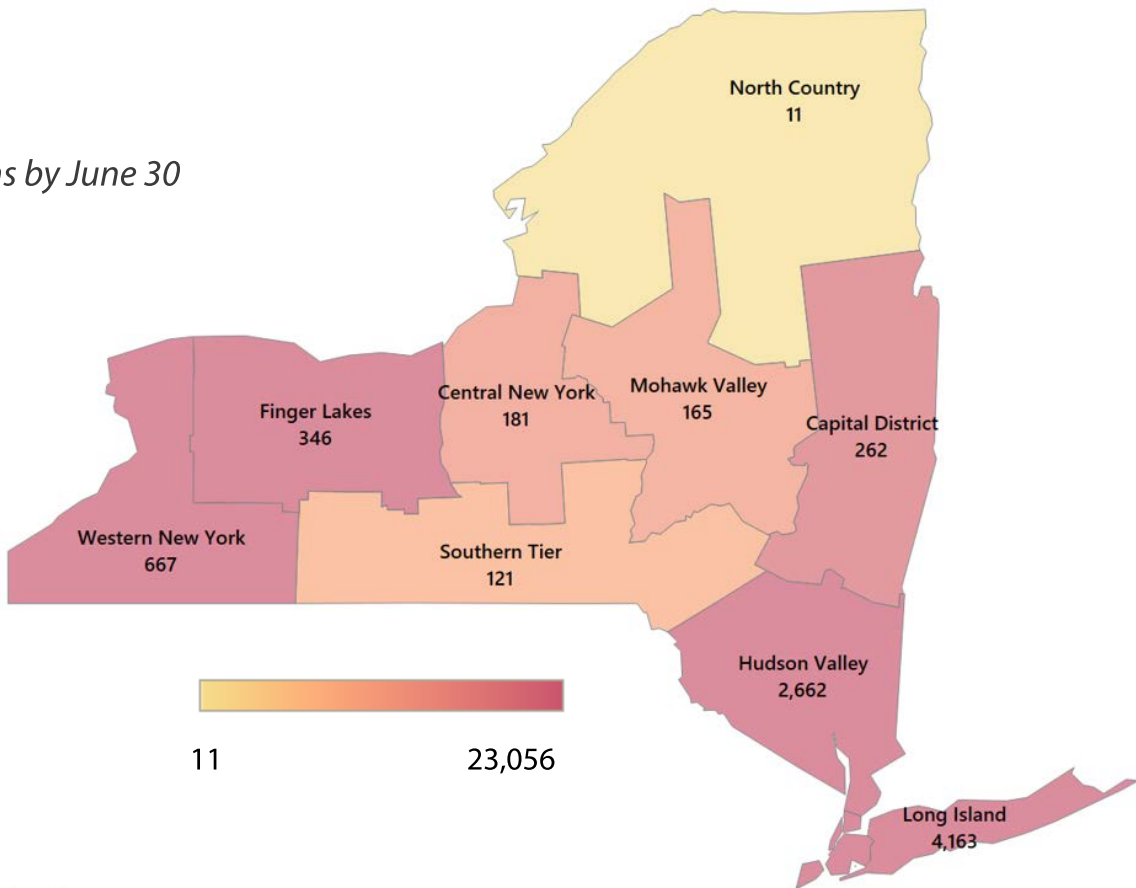 North Country
11
by June 30
Mohawk Valley
165
Central New York
181
Finger Lakes
346
Capital District
262
Western New York
667
Southern Tier
121
Hudson Valley
2,662
11
23,056
Long Island
4,163